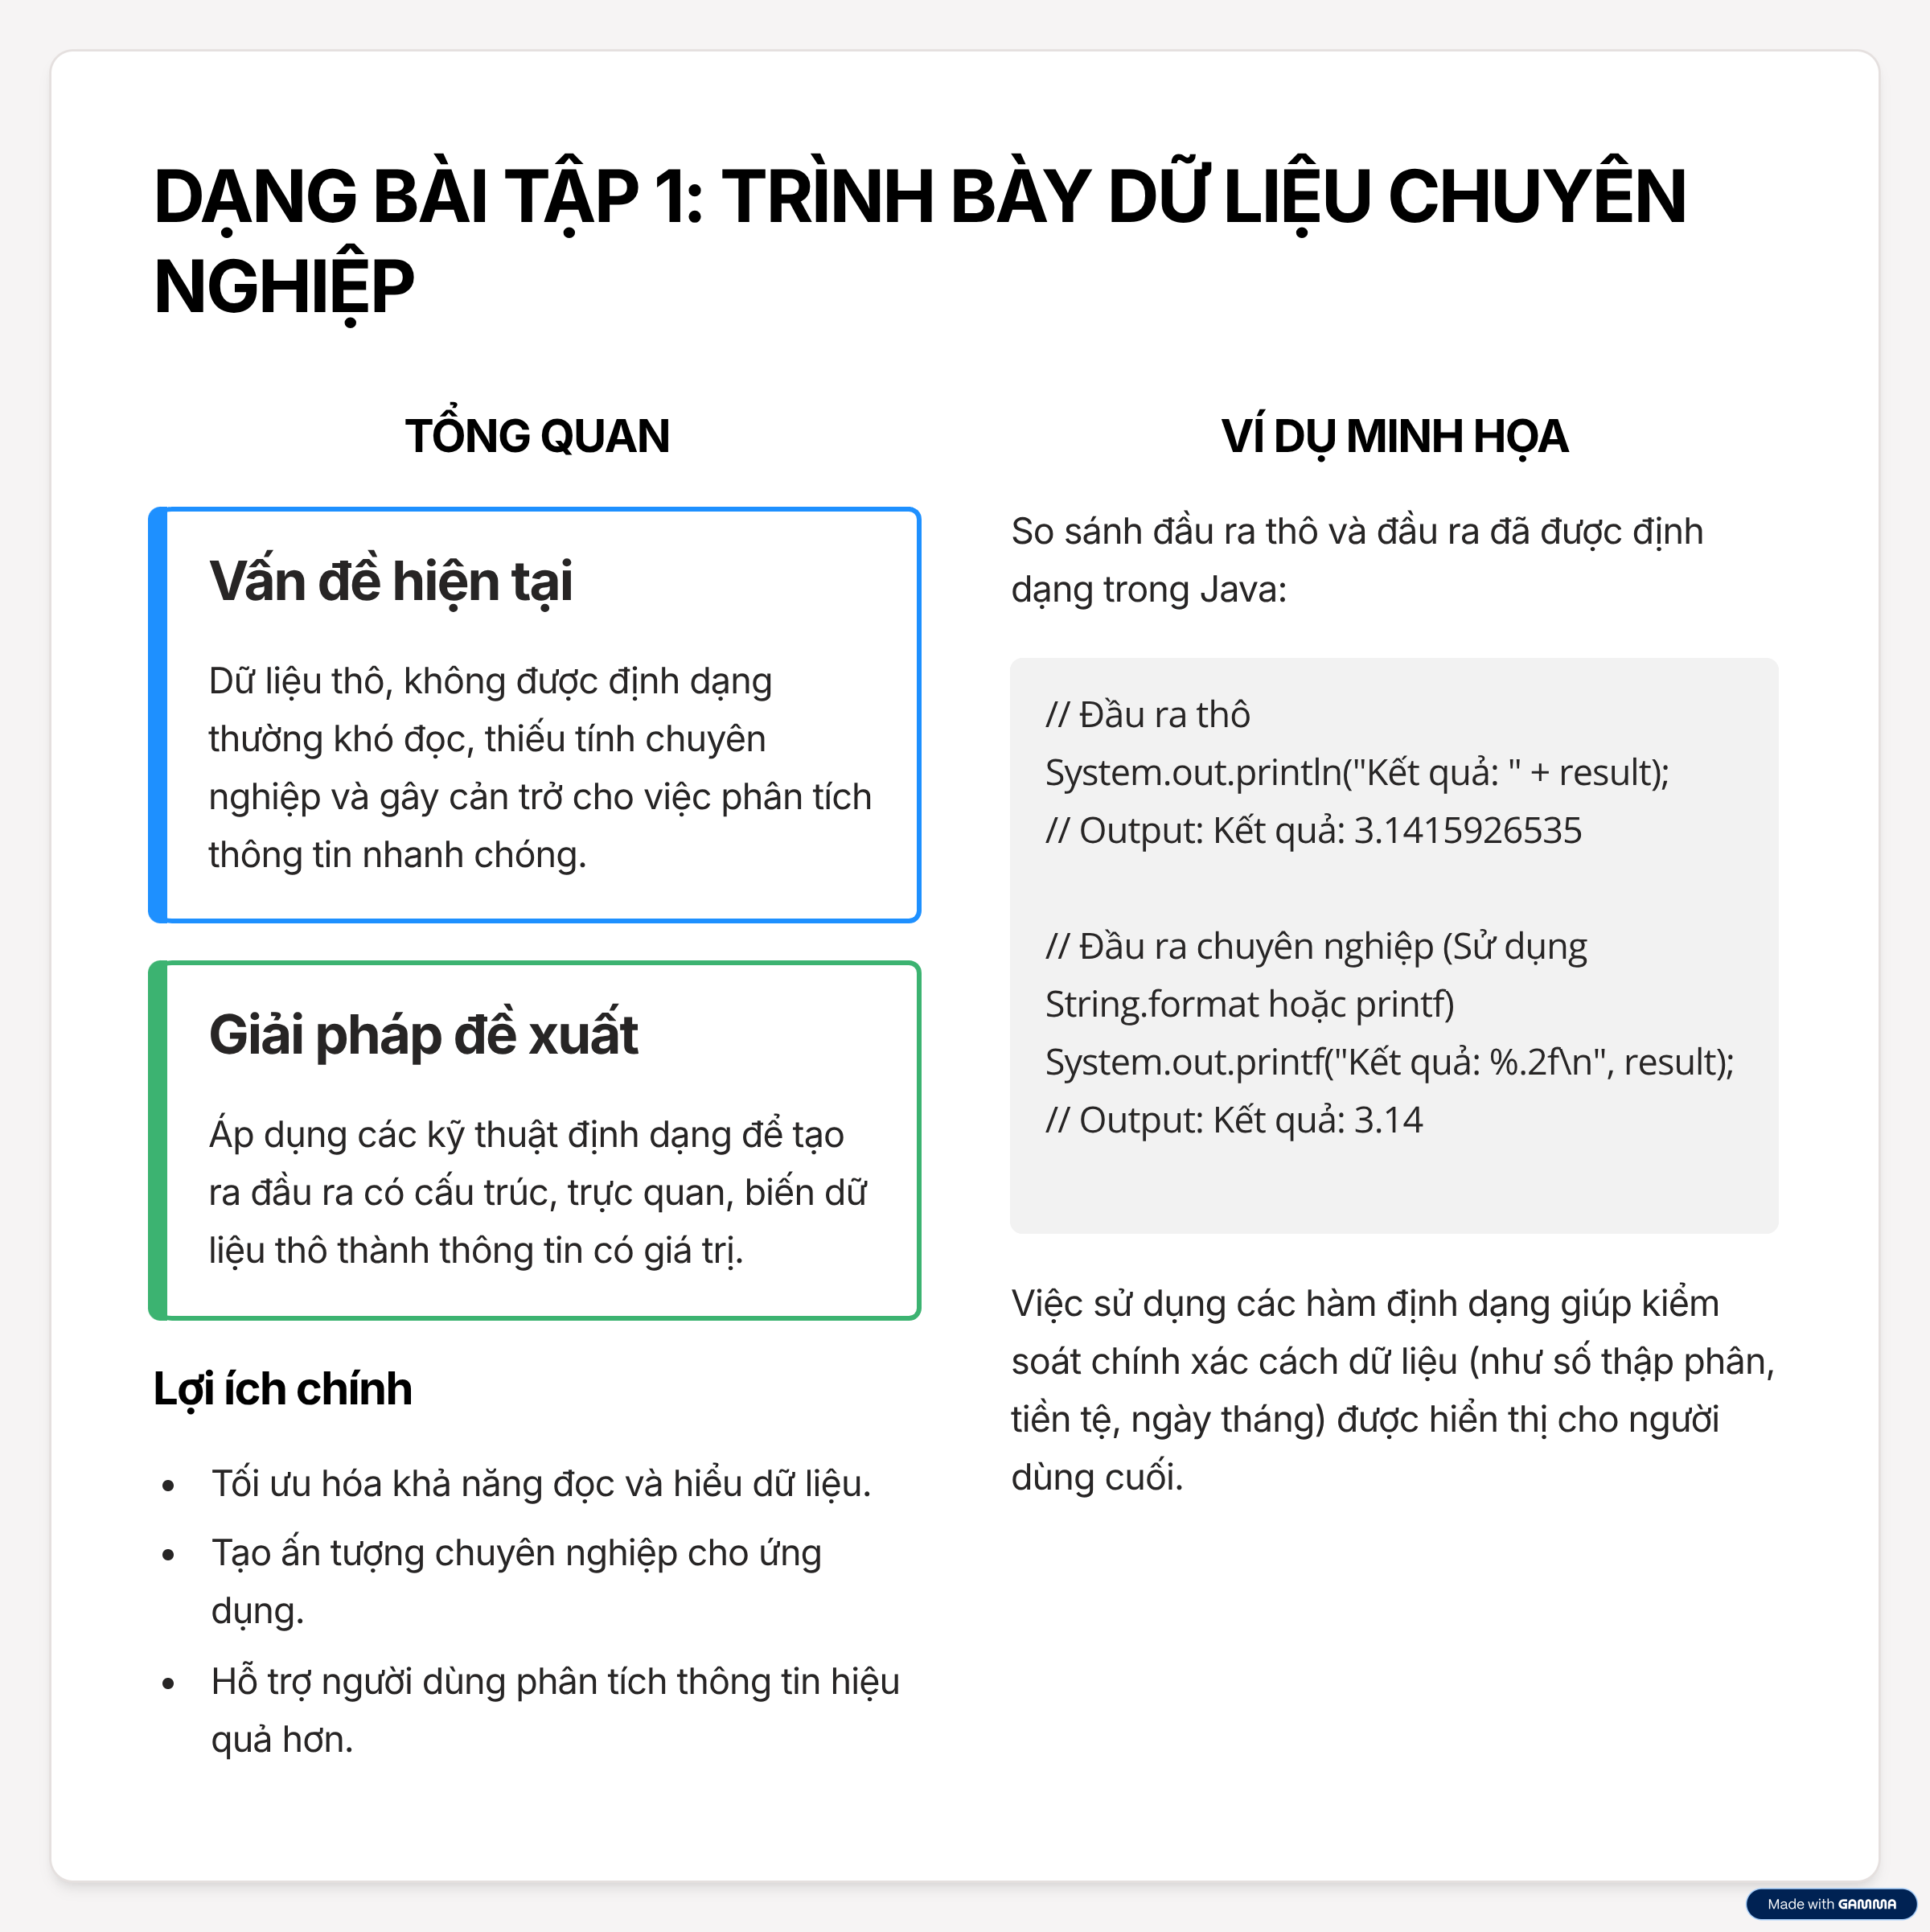 DẠNG BÀI TẬP 1: TRÌNH BÀY DỮ LIỆU CHUYÊN
NGHIỆP
TỔNG QUAN
Vấn đề hiện tại
Dữ liệu thô, không được định dạng
thường khó đọc, thiếu tính chuyên
nghiệp và gây cản trở cho việc phân tích
thông tin nhanh chóng.
Giải pháp đề xuất
Áp dụng các kỹ thuật định dạng để tạo
ra đầu ra có cấu trúc, trực quan, biến dữ
liệu thô thành thông tin có giá trị.
Lợi ích chính
• Tối ưu hóa khả năng đọc và hiểu dữ liệu.
• Tạo ấn tượng chuyên nghiệp cho ứng
dụng.
• Hỗ trợ người dùng phân tích thông tin hiệu
quả hơn.
VÍ DỤ MINH HỌA
So sánh đầu ra thô và đầu ra đã được định
dạng trong Java:
// Đầu ra thô
System.out.println("Kết quả: " + result);
// Output: Kết quả: 3.1415926535
// Đầu ra chuyên nghiệp (Sử dụng
String.format hoặc printf)
System.out.printf("Kết quả: %.2f\n", result);
// Output: Kết quả: 3.14
Việc sử dụng các hàm định dạng giúp kiểm
soát chính xác cách dữ liệu (như số thập phân,
tiền tệ, ngày tháng) được hiển thị cho người
dùng cuối.
Made with GAMMA